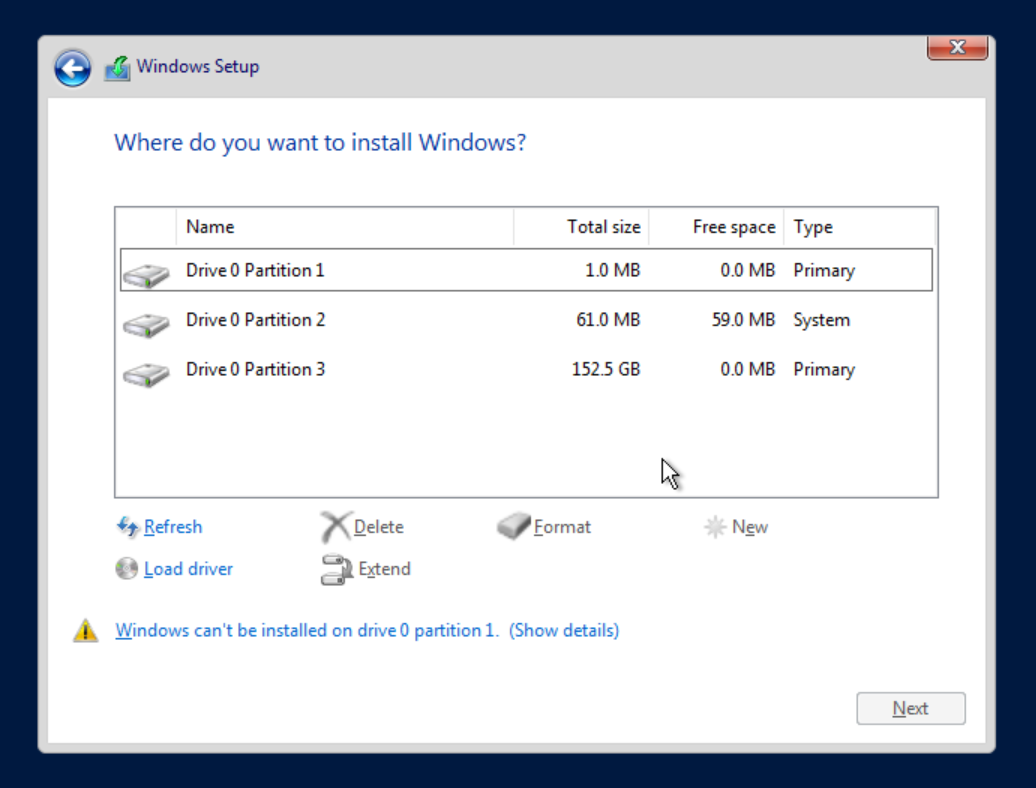 Windows Setup
Where do you want to install Windows?
Name Total size Free space Type
Drive 0 Partition 1 1.0 MB 0.0 MB Primary
Drive 0 Partition 2 61.0 MB 59.0 MB System
Drive 0 Partition 3 152.5 GB 0.0 MB Primary
Refresh Delete Format New
Load driver Extend
Windows can't be installed on drive 0 partition 1. (Show details)
Next